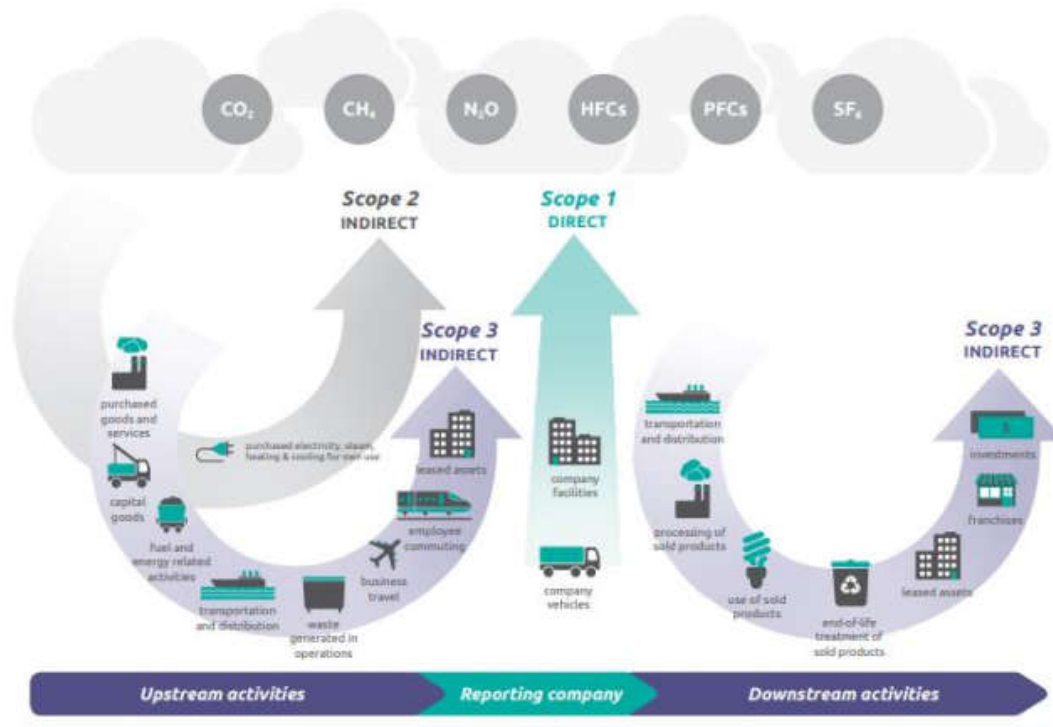 CO₂
CH₄
N₂O
HFCs
PFCs
SF₆
Scope 2
INDIRECT
Scope 1
DIRECT
Scope 3
INDIRECT
Scope 3
INDIRECT
purchased
goods and
services
capital
goods
fuel and
energy related
activities
purchased electricity, steam,
heating & cooling for own use
transportation
and distribution
waste
generated in
operations
business
travel
employee
commuting
leased assets
company
facilities
company
vehicles
transportation
and distribution
processing of
sold products
use of sold
products
end-of-life
treatment of
sold products
leased assets
franchises
investments
Upstream activities
Reporting company
Downstream activities